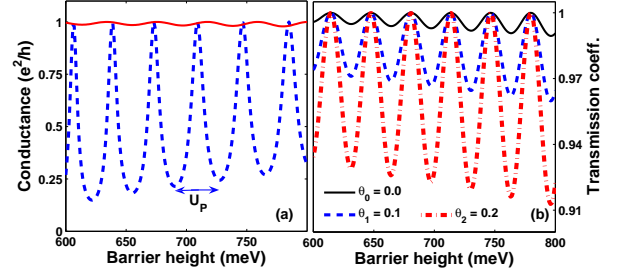 Conductance (e²/h)
1
0.75
0.5
0.25
0
600
650
700
750
Barrier height (meV)
U_P
(a)
1
0.97
0.94
0.91
Transmission coeff.
600
650
700
750
800
Barrier height (meV)
θ₀ = 0.0
θ₁ = 0.1
θ₂ = 0.2
(b)